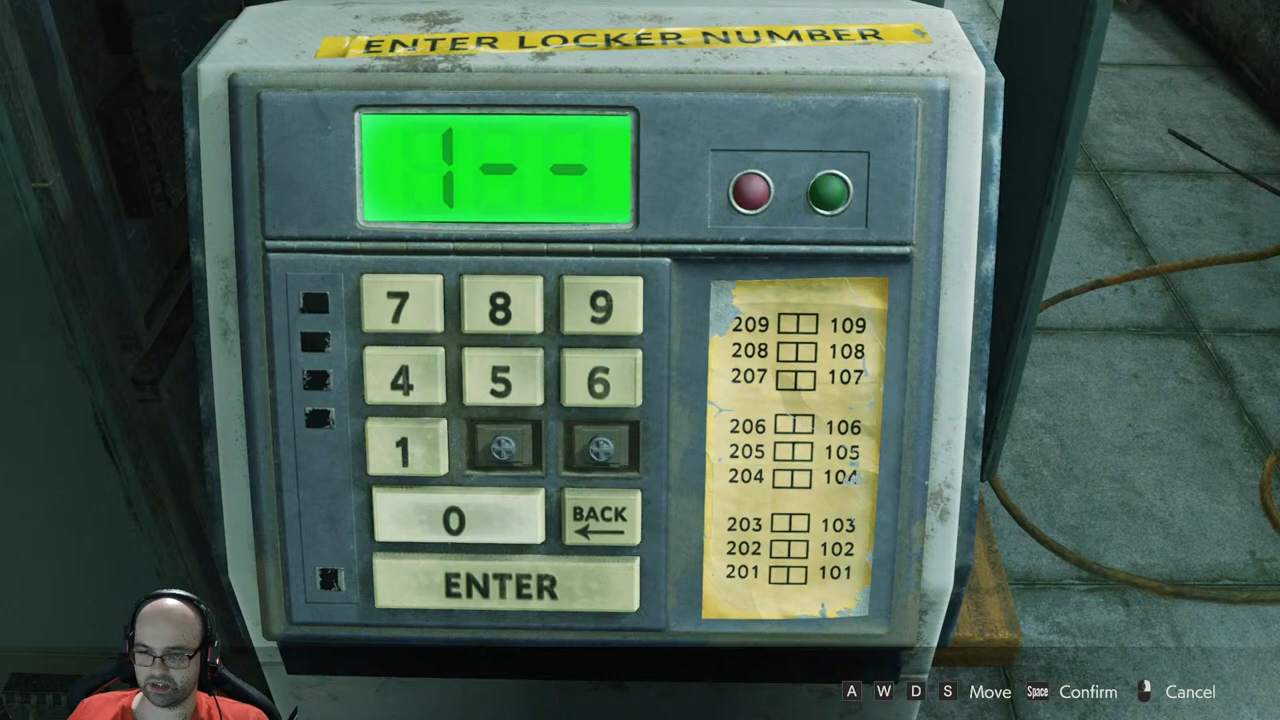 ENTER LOCKER NUMBER
1--
7 8 9
4 5 6
1
0 BACK
ENTER
209 109
208 108
207 107
206 106
205 105
204 104
203 103
202 102
201 101
A W D S Move Space Confirm Cancel